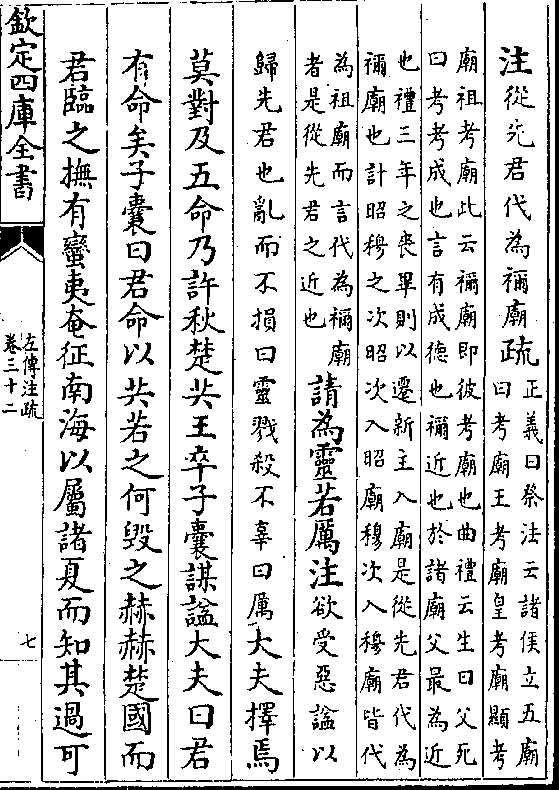 注從先君代為禰廟疏正義曰祭法云諸侯立五廟
曰考廟王考廟皇考廟顯考
廟祖考廟此云禰廟即彼考廟也曲禮云生曰父死
曰考考成也言有成德也禰近也於諸廟父最為近
也禮三年之喪畢則以遷新主入廟是從先君代為
禰廟也計昭穆之次昭次入昭廟穆次入穆廟皆代
為祖廟而言代為禰廟
者是從先君之近也
請為靈若厲注欲受惡諡以
歸先君也亂而不損曰靈戮殺不辜曰厲大夫擇焉
莫對及五命乃許秋楚共王卒子囊謀諡大夫曰君
有命矣子囊曰君命以共若之何毀之赫赫楚國而
君臨之撫有蠻夷奄征南海以屬諸夏而知其過可
欽定四庫全書
左傳注疏
卷三十二
七